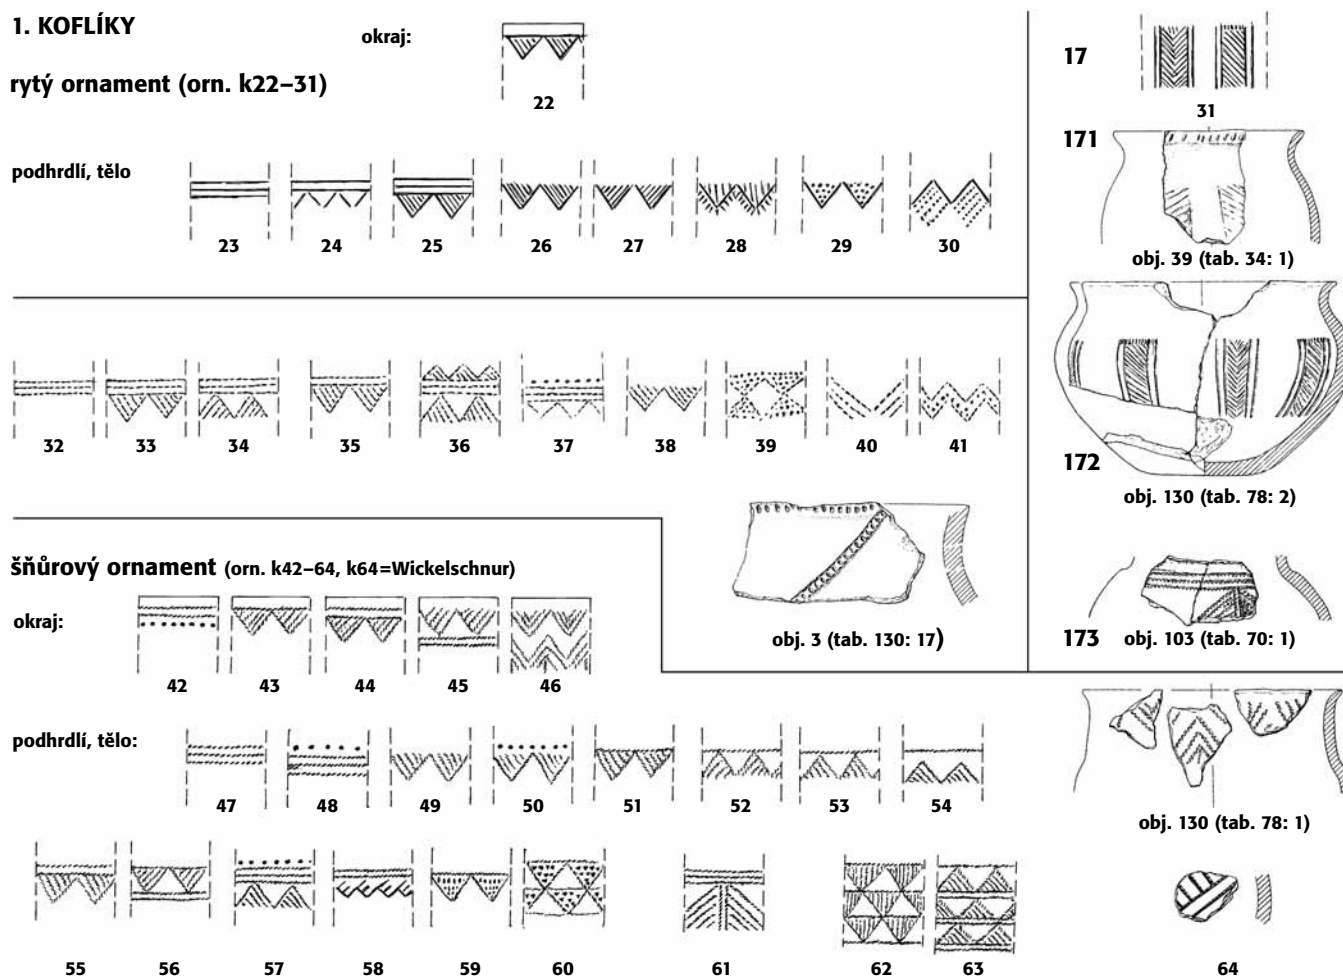 1. KOFLÍKY
okraj:
rytý ornament (orn. k22–31)
22
podhrdlí, tělo
23 24 25 26 27 28 29 30
17
31
171
obj. 39 (tab. 34: 1)
32 33 34 35 36 37 38 39 40 41
172
obj. 130 (tab. 78: 2)
obj. 3 (tab. 130: 17)
173 obj. 103 (tab. 70: 1)
šňůrový ornament (orn. k42–64, k64=Wickelschnur)
okraj:
42 43 44 45 46
podhrdlí, tělo:
47 48 49 50 51 52 53 54
obj. 130 (tab. 78: 1)
55 56 57 58 59 60 61 62 63 64